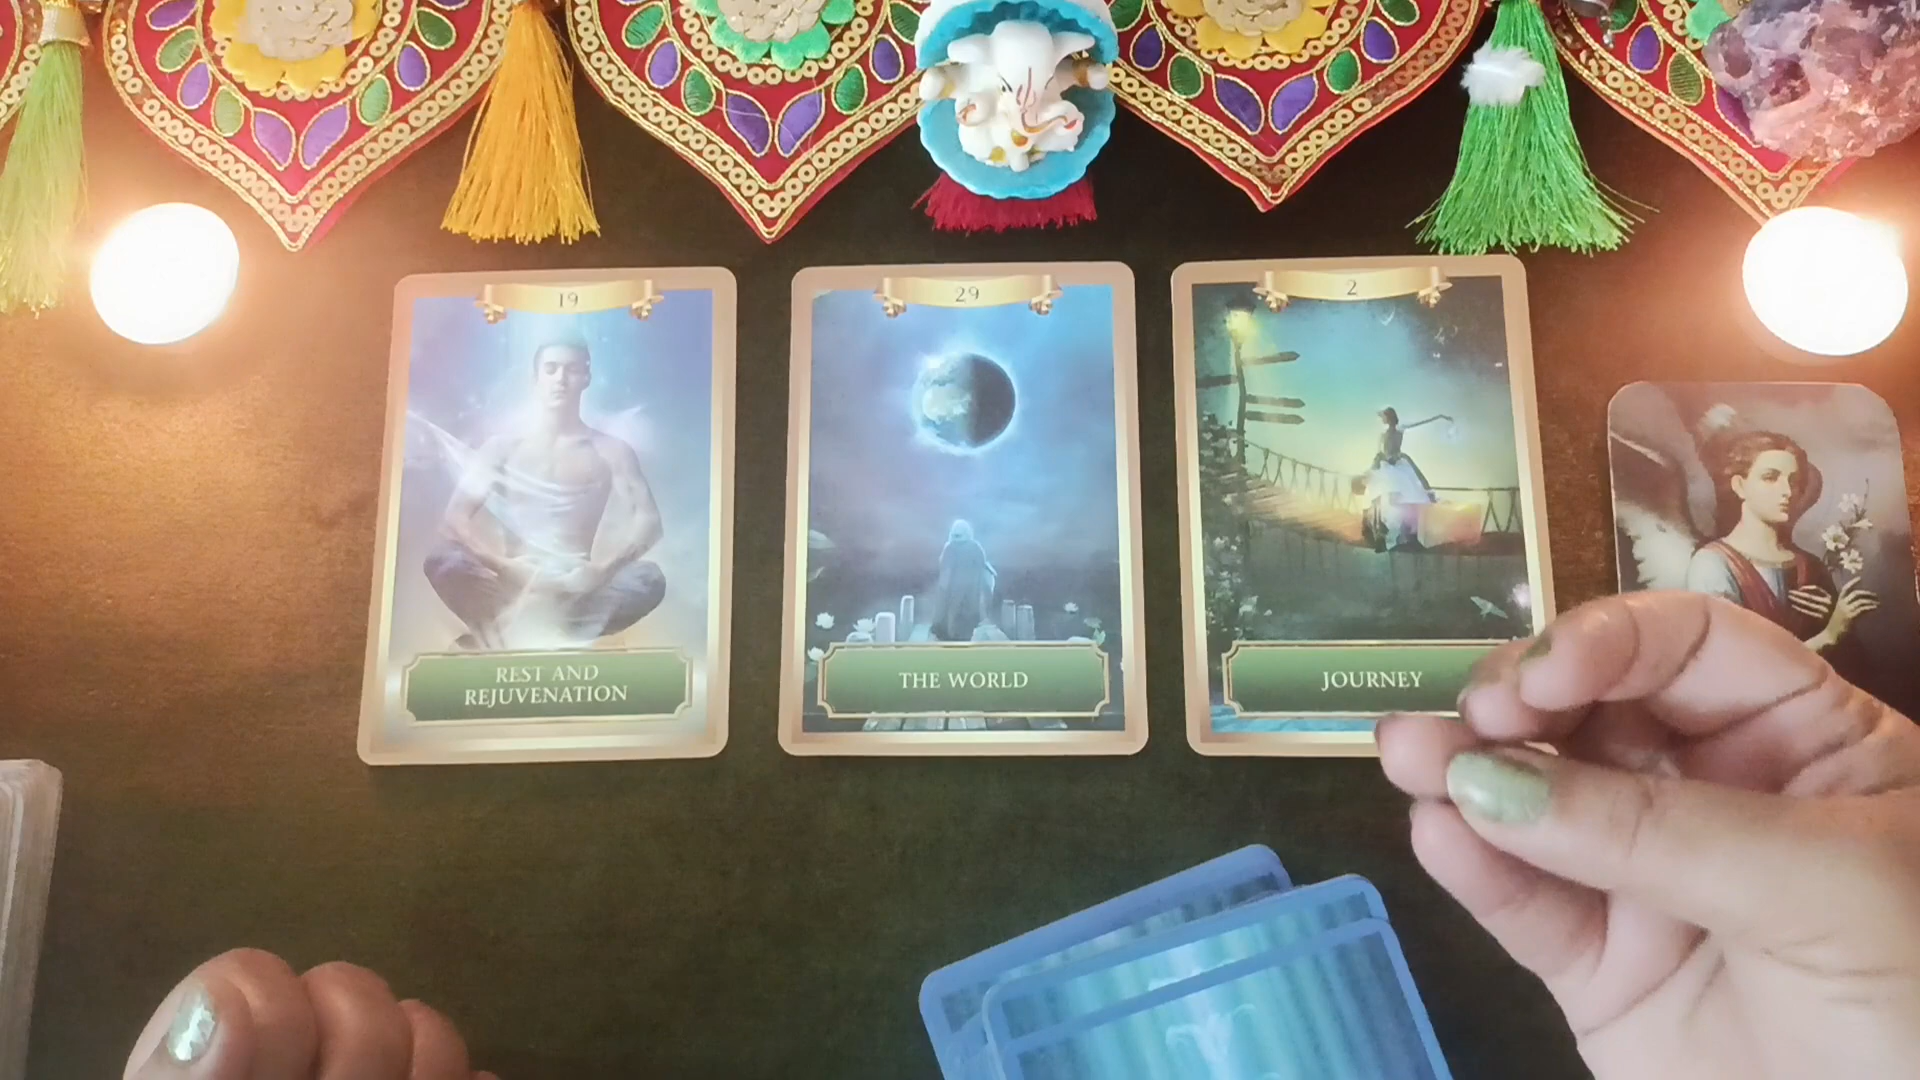 19
REST AND
REJUVENATION
29
THE WORLD
2
JOURNEY